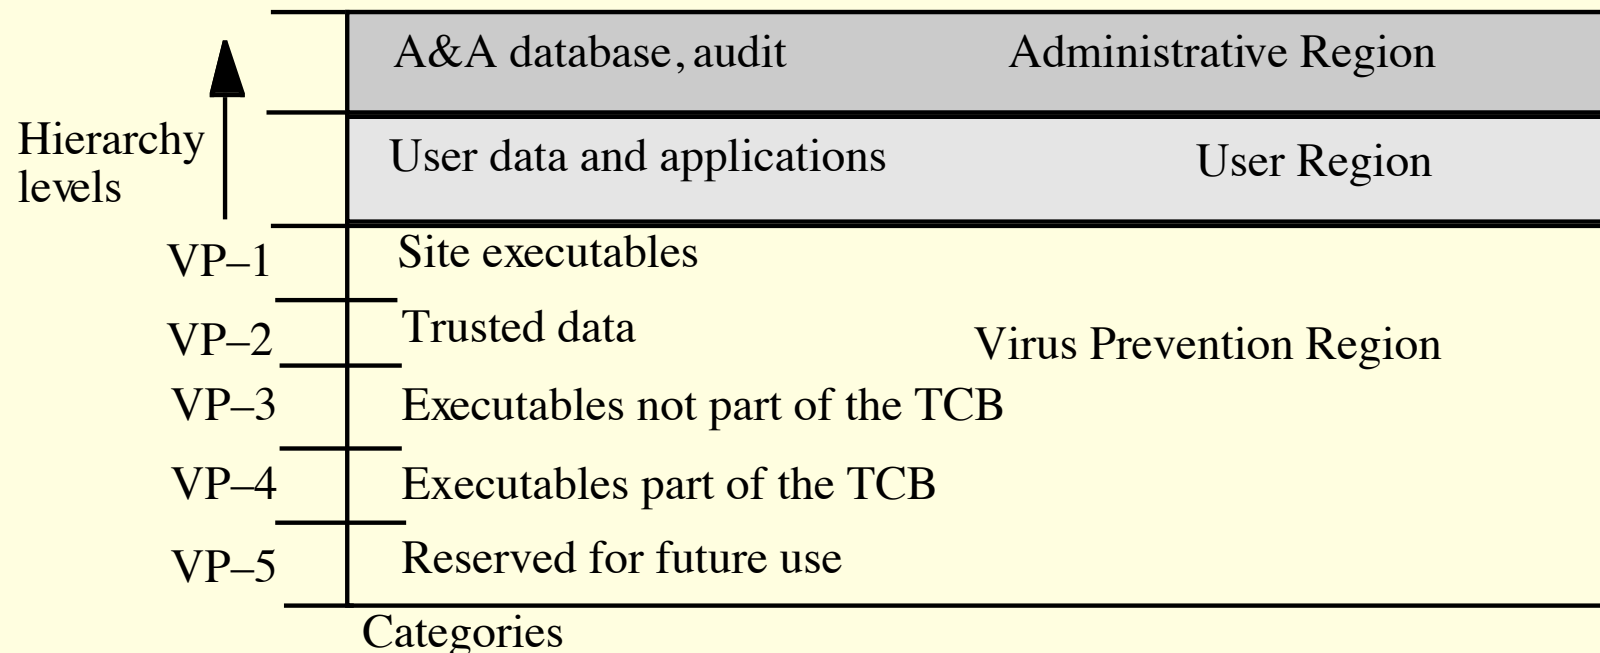 A&A database, audit Administrative Region
Hierarchy
levels
User data and applications User Region
VP–1 Site executables
VP–2 Trusted data Virus Prevention Region
VP–3 Executables not part of the TCB
VP–4 Executables part of the TCB
VP–5 Reserved for future use
Categories